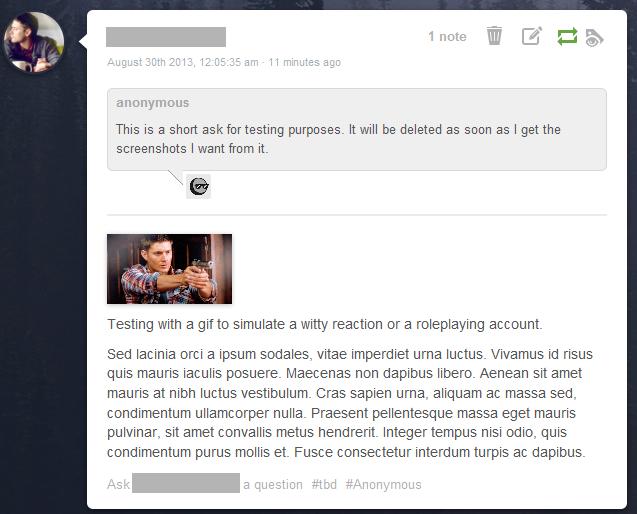 1 note
August 30th 2013, 12:05:35 am · 11 minutes ago
anonymous
This is a short ask for testing purposes. It will be deleted as soon as I get the
screenshots I want from it.
Testing with a gif to simulate a witty reaction or a roleplaying account.
Sed lacinia orci a ipsum sodales, vitae imperdiet urna luctus. Vivamus id risus
quis mauris iaculis posuere. Maecenas non dapibus libero. Aenean sit amet
mauris at nibh luctus vestibulum. Cras sapien urna, aliquam ac massa sed,
condimentum ullamcorper nulla. Praesent pellentesque massa eget mauris
pulvinar, sit amet convallis metus hendrerit. Integer tempus nisi odio, quis
condimentum purus mollis et. Fusce consectetur interdum turpis ac dapibus.
Ask a question #tbd #Anonymous